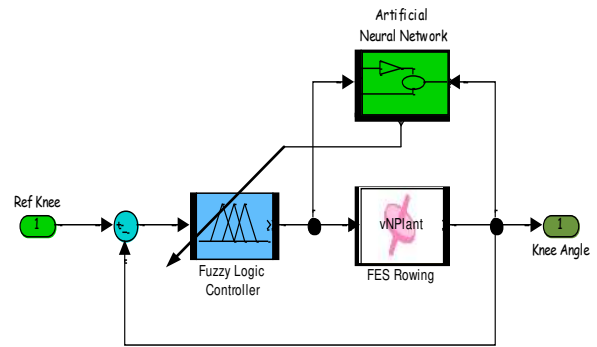 Artificial
Neural Network
Ref Knee
1
+
-
vNPlant
1
Knee Angle
Fuzzy Logic
Controller
FES Rowing